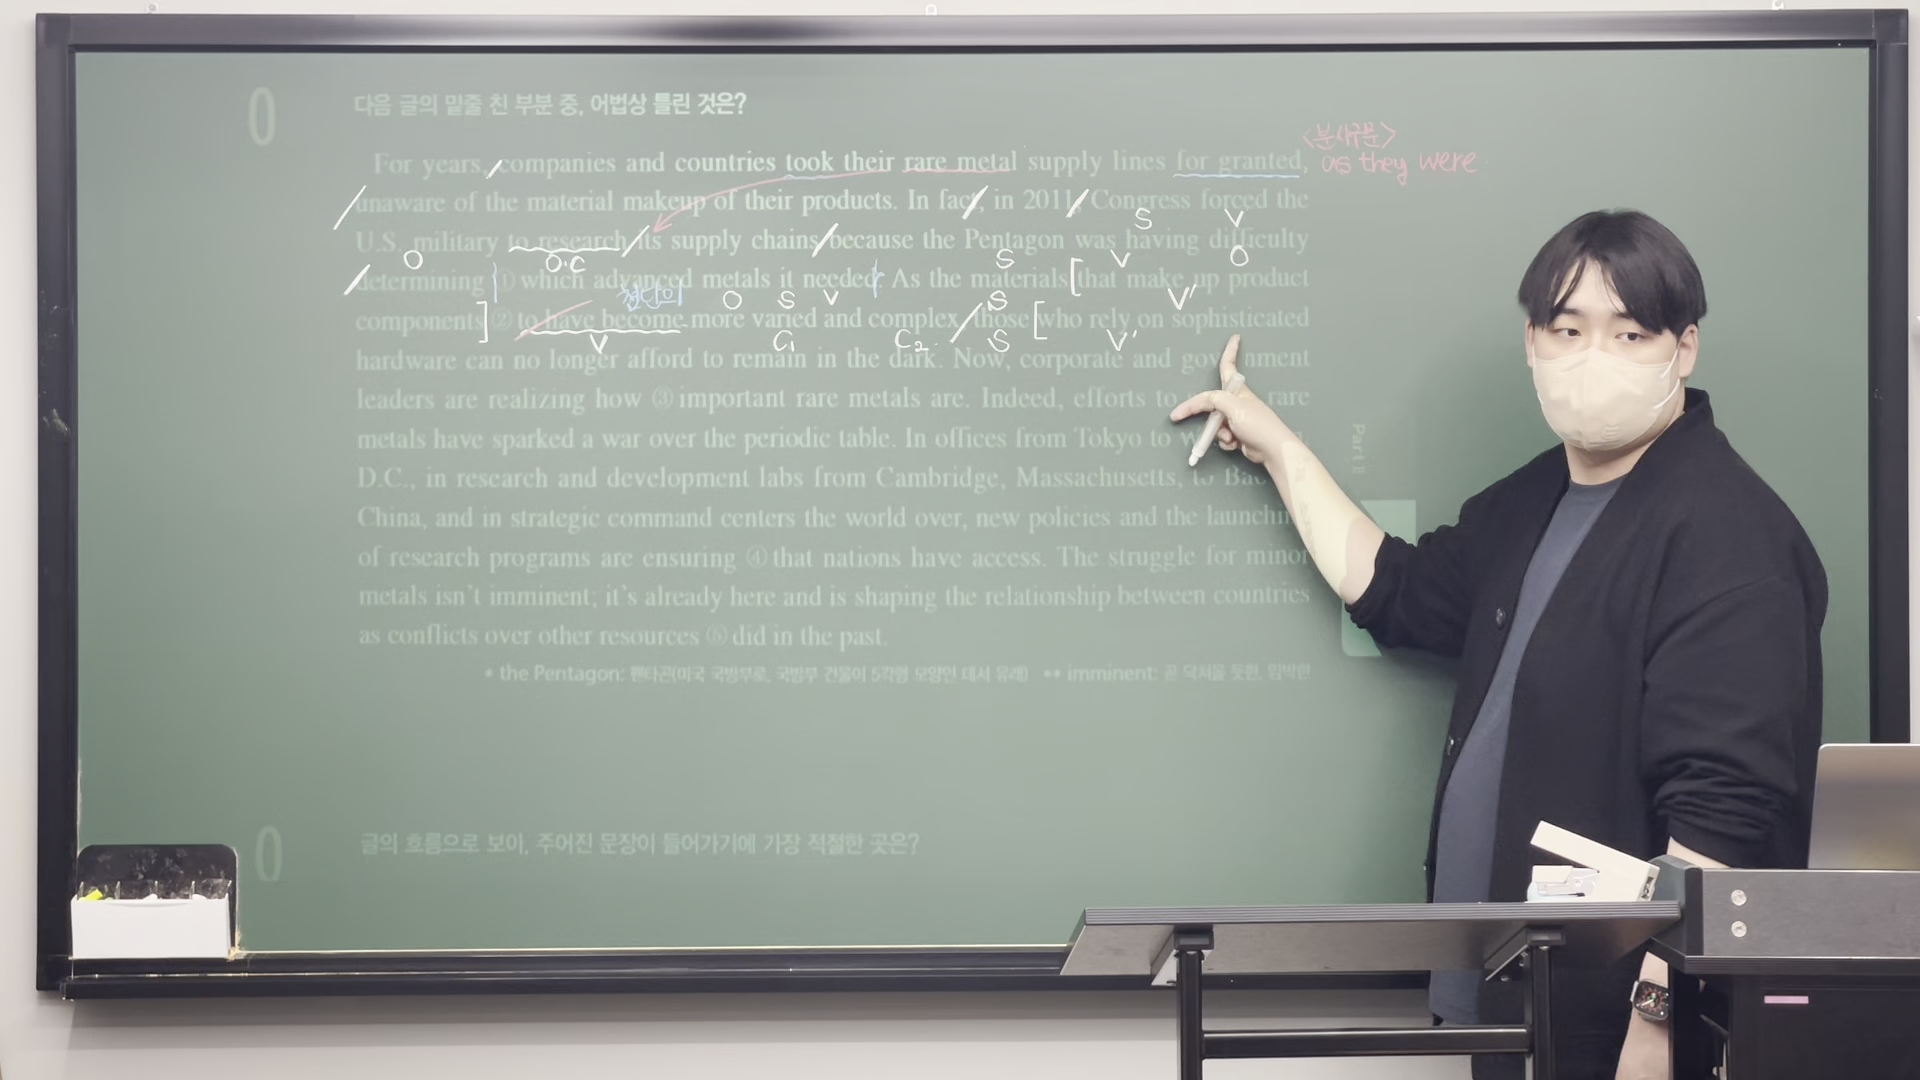 0
다음 글의 밑줄 친 부분 중, 어법상 틀린 것은?
<분사구문>
For years, companies and countries took their rare metal supply lines for granted, as they were
unaware of the material makeup of their products. In fact, in 2011, Congress forced the
S V
U.S. military to research its supply chains because the Pentagon was having difficulty
O O.C S V O
determining ① which advanced metals it needed. As the materials [that make up product
첨단의 O S V S V'
components] ② to have become more varied and complex, those [who rely on sophisticated
V C₁ C₂ S V'
hardware can no longer afford to remain in the dark. Now, corporate and government
leaders are realizing how ③ important rare metals are. Indeed, efforts to rare
metals have sparked a war over the periodic table. In offices from Tokyo to
D.C., in research and development labs from Cambridge, Massachusetts, to
China, and in strategic command centers the world over, new policies and the launching
of research programs are ensuring ④ that nations have access. The struggle for minor
metals isn't imminent; it's already here and is shaping the relationship between countries
as conflicts over other resources ⑤ did in the past.
* the Pentagon: 펜타곤(미국 국방부로, 국방부 건물이 5각형 모양인 데서 유래) ** imminent: 곧 닥쳐올 듯한, 임박한
Part II
0
글의 흐름으로 보아, 주어진 문장이 들어가기에 가장 적절한 곳은?